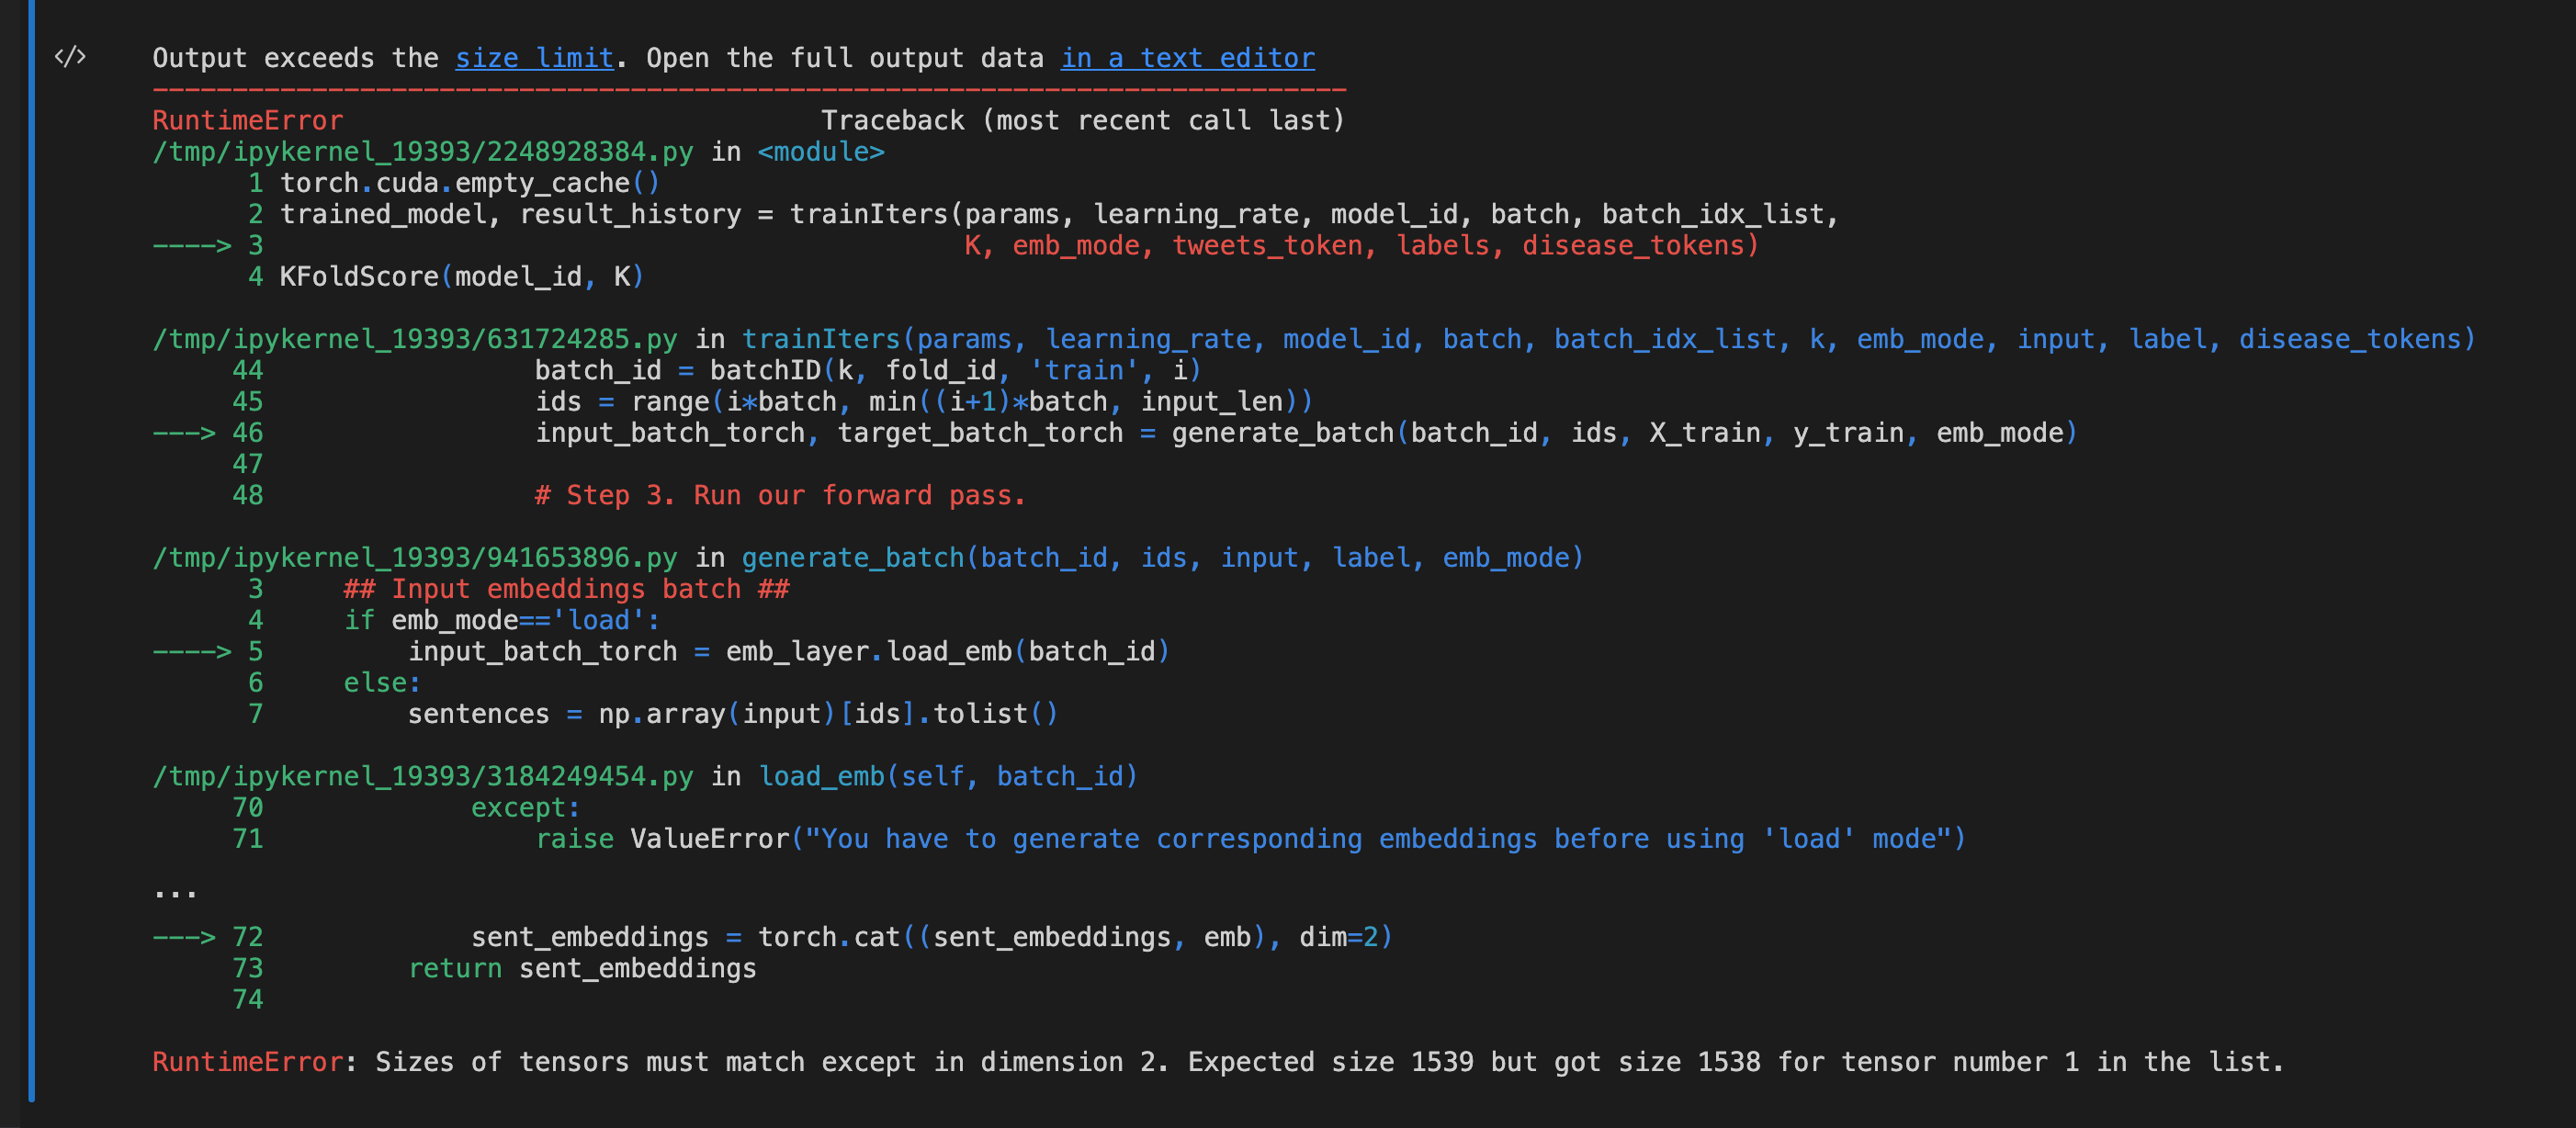 </>
Output exceeds the size limit. Open the full output data in a text editor
---------------------------------------------------------------------------
RuntimeError                              Traceback (most recent call last)
/tmp/ipykernel_19393/2248928384.py in <module>
      1 torch.cuda.empty_cache()
      2 trained_model, result_history = trainIters(params, learning_rate, model_id, batch, batch_idx_list,
----> 3                                            K, emb_mode, tweets_token, labels, disease_tokens)
      4 KFoldScore(model_id, K)
/tmp/ipykernel_19393/631724285.py in trainIters(params, learning_rate, model_id, batch, batch_idx_list, k, emb_mode, input, label, disease_tokens)
     44                 batch_id = batchID(k, fold_id, 'train', i)
     45                 ids = range(i*batch, min((i+1)*batch, input_len))
---> 46                 input_batch_torch, target_batch_torch = generate_batch(batch_id, ids, X_train, y_train, emb_mode)
     47
     48                 # Step 3. Run our forward pass.
/tmp/ipykernel_19393/941653896.py in generate_batch(batch_id, ids, input, label, emb_mode)
      3     ## Input embeddings batch ##
      4     if emb_mode=='load':
----> 5         input_batch_torch = emb_layer.load_emb(batch_id)
      6     else:
      7         sentences = np.array(input)[ids].tolist()
/tmp/ipykernel_19393/3184249454.py in load_emb(self, batch_id)
     70             except:
     71                 raise ValueError("You have to generate corresponding embeddings before using 'load' mode")
...
---> 72             sent_embeddings = torch.cat((sent_embeddings, emb), dim=2)
     73         return sent_embeddings
     74
RuntimeError: Sizes of tensors must match except in dimension 2. Expected size 1539 but got size 1538 for tensor number 1 in the list.